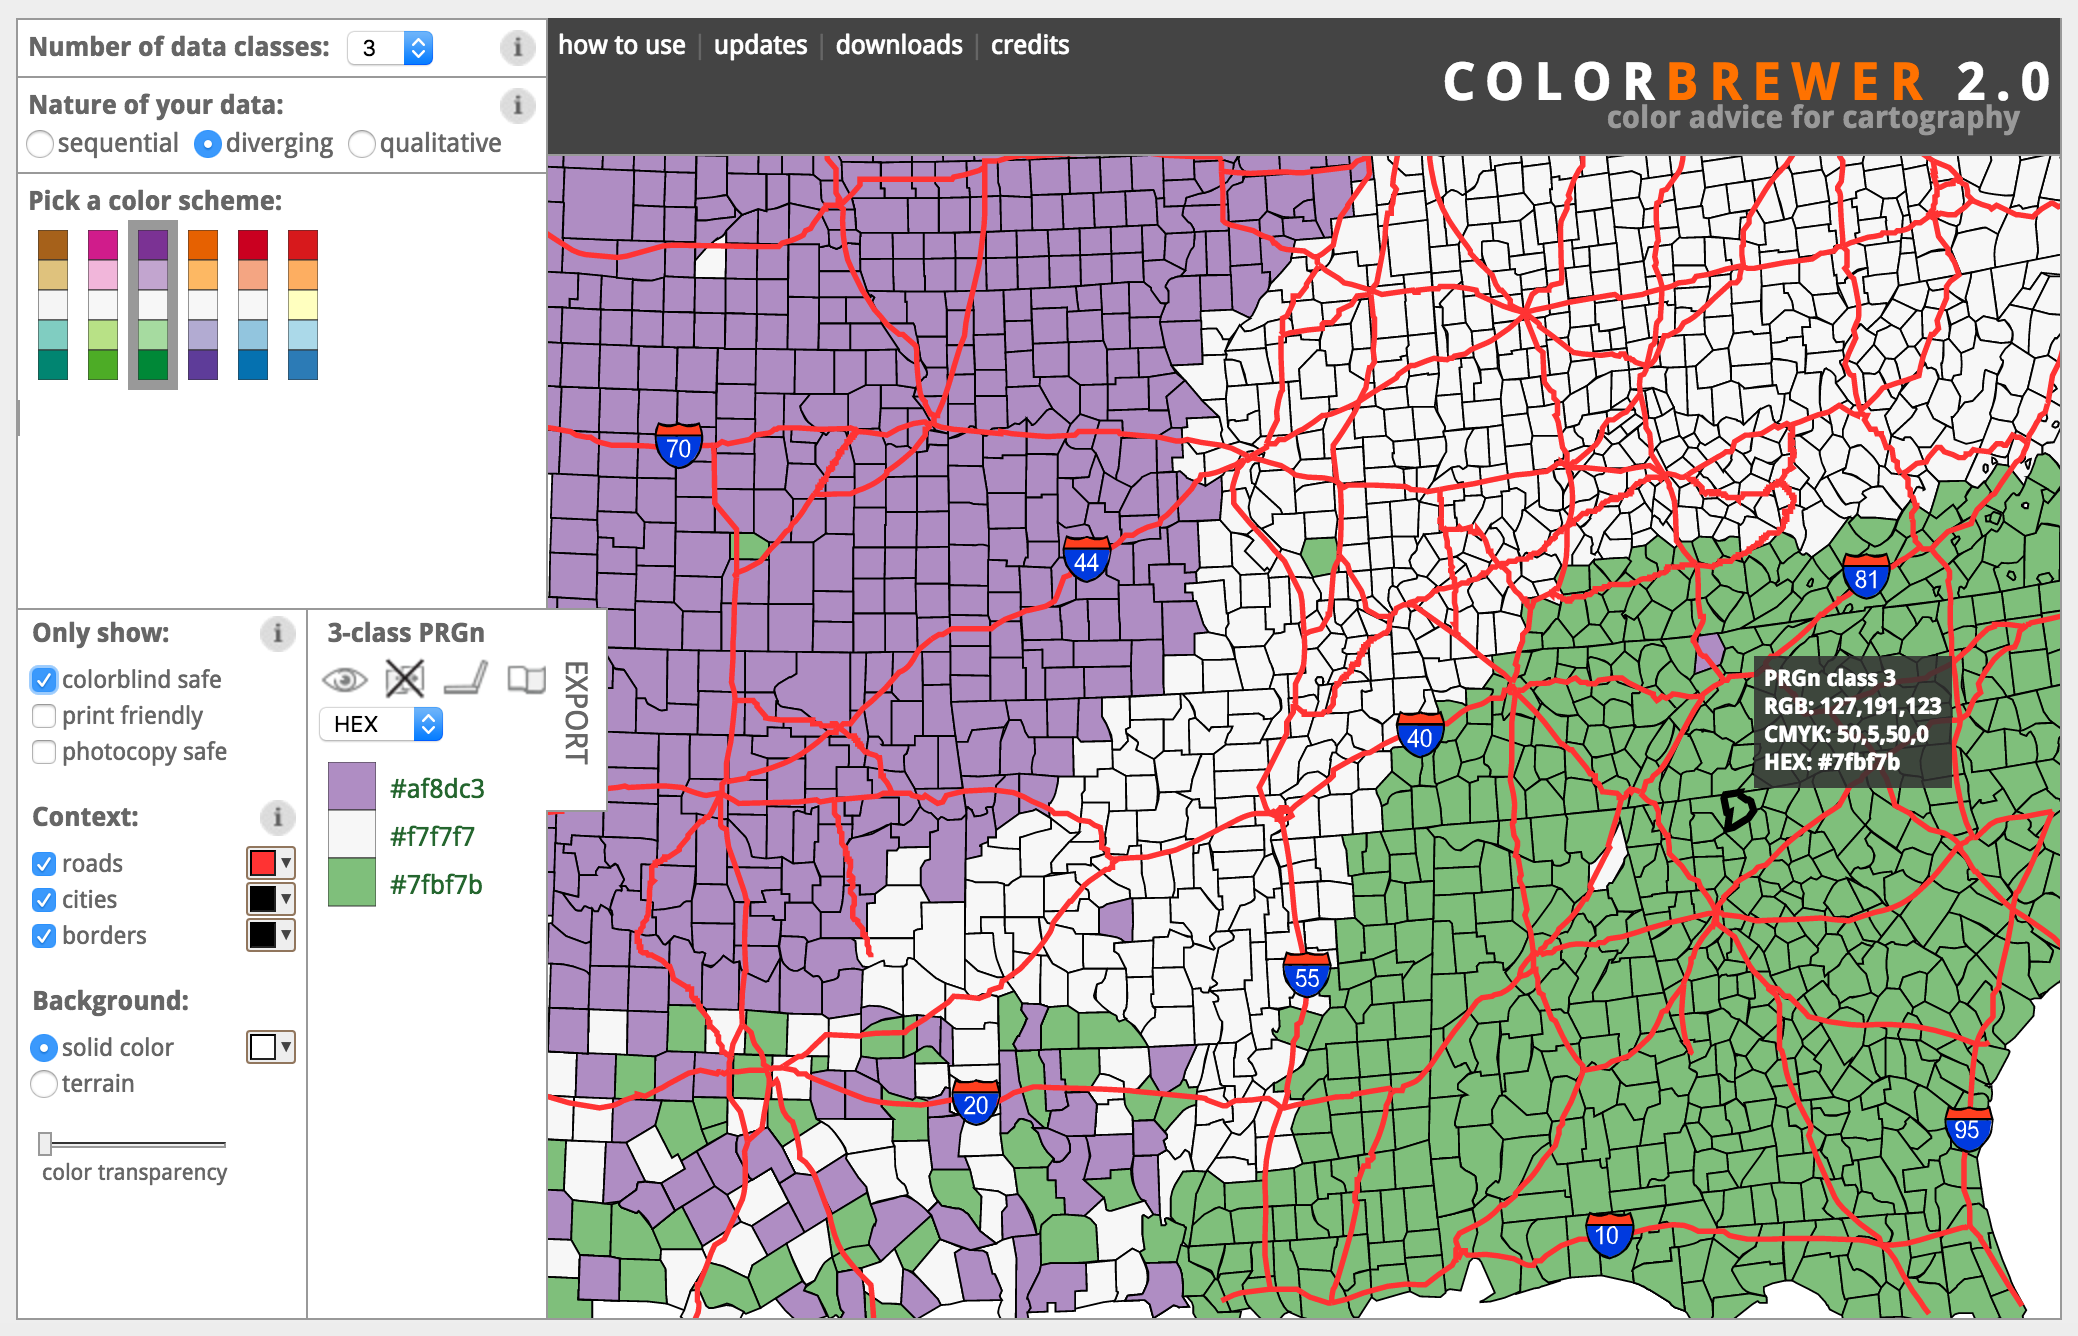 Number of data classes: 3
Nature of your data:
sequential diverging qualitative
Pick a color scheme:
how to use | updates | downloads | credits
COLORBREWER 2.0
color advice for cartography
70
44
81
40
55
20
95
10
PRGn class 3
RGB: 127,191,123
CMYK: 50,5,50,0
HEX: #7fbf7b
Only show:
colorblind safe
print friendly
photocopy safe
Context:
roads
cities
borders
Background:
solid color
terrain
color transparency
3-class PRGn
HEX
#af8dc3
#f7f7f7
#7fbf7b
EXPORT